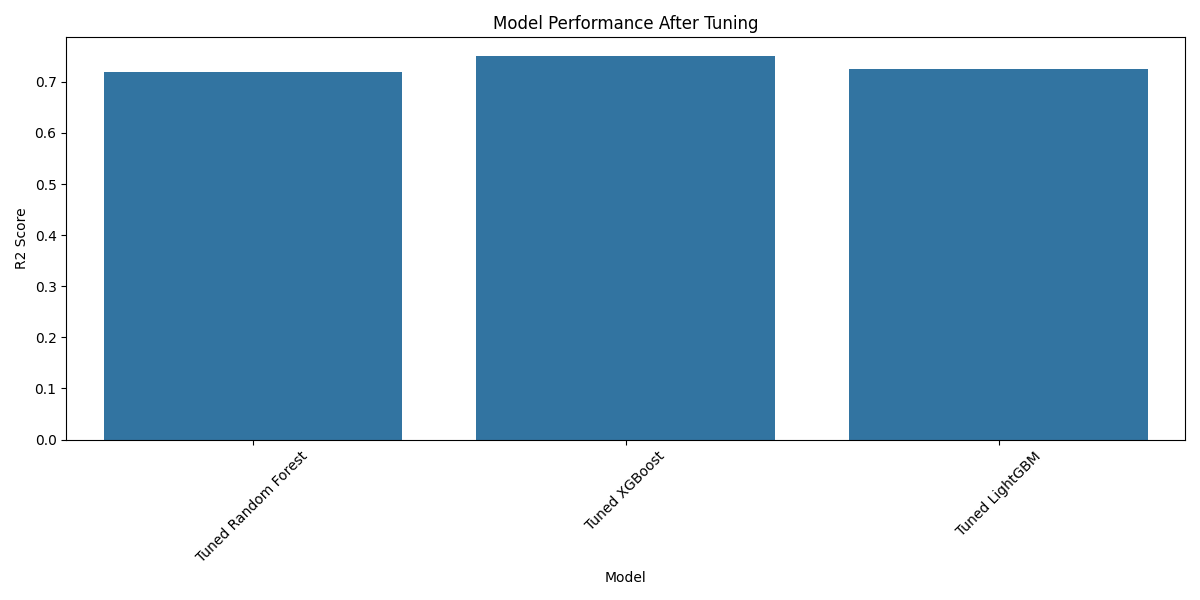 Model Performance After Tuning
R2 Score
0.7
0.6
0.5
0.4
0.3
0.2
0.1
0.0
Tuned Random Forest
Tuned XGBoost
Tuned LightGBM
Model